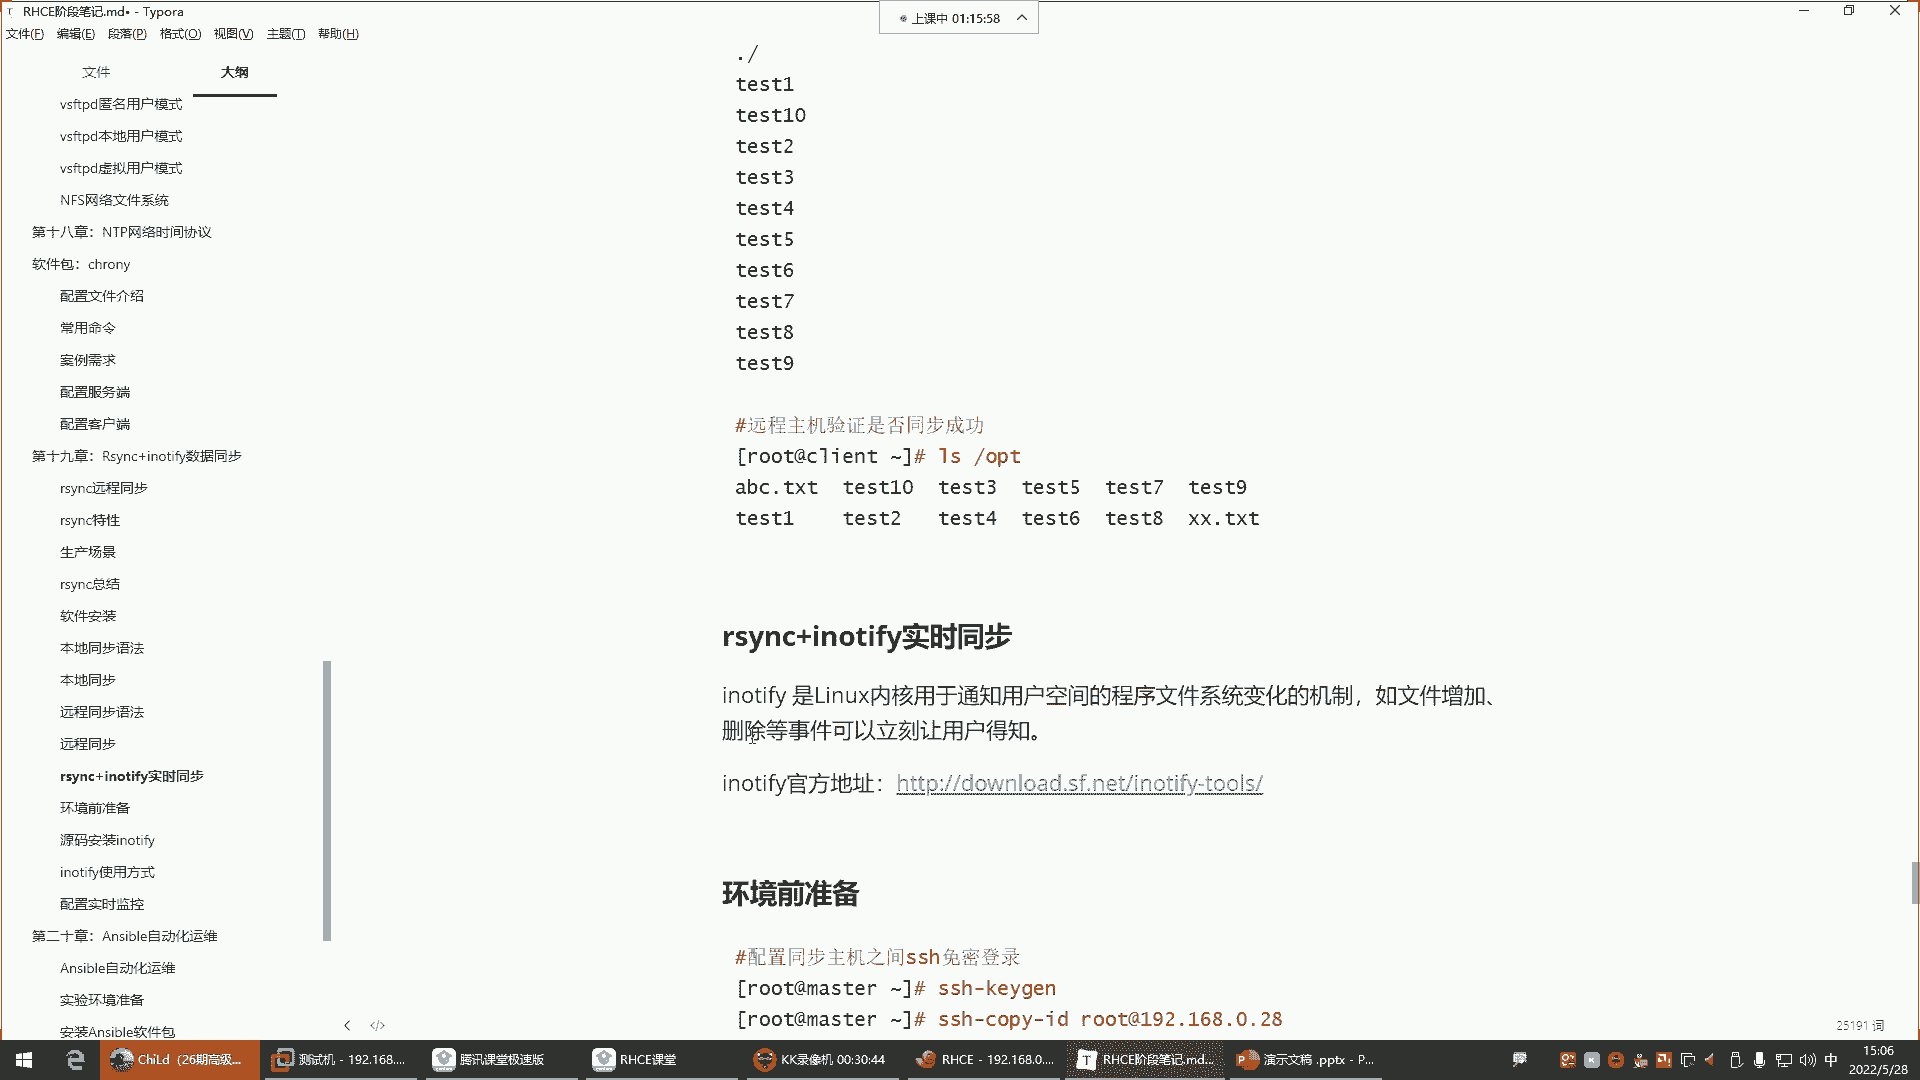 RHCE阶段笔记.md• - Typora
上课中 01:15:58
文件(F) 编辑(E) 段落(P) 格式(O) 视图(V) 主题(T) 帮助(H)
文件 大纲
vsftpd匿名用户模式
vsftpd本地用户模式
vsftpd虚拟用户模式
NFS网络文件系统
第十八章：NTP网络时间协议
软件包：chrony
配置文件介绍
常用命令
案例需求
配置服务端
配置客户端
第十九章：Rsync+inotify数据同步
rsync远程同步
rsync特性
生产场景
rsync总结
软件安装
本地同步语法
本地同步
远程同步语法
远程同步
rsync+inotify实时同步
环境前准备
源码安装inotify
inotify使用方式
配置实时监控
第二十章：Ansible自动化运维
Ansible自动化运维
实验环境准备
安装Ansible软件包
./
test1
test10
test2
test3
test4
test5
test6
test7
test8
test9
#远程主机验证是否同步成功
[root@client ~]# ls /opt
abc.txt test10 test3 test5 test7 test9
test1 test2 test4 test6 test8 xx.txt
rsync+inotify实时同步
inotify 是Linux内核用于通知用户空间的程序文件系统变化的机制，如文件增加、
删除等事件可以立刻让用户得知。
inotify官方地址：http://download.sf.net/inotify-tools/
环境前准备
#配置同步主机之间ssh免密登录
[root@master ~]# ssh-keygen
[root@master ~]# ssh-copy-id root@192.168.0.28
25191 词
ChiLd（26期高级...
测试机 - 192.168....
腾讯课堂极速版
RHCE课堂
KK录像机 00:30:44
RHCE - 192.168.0....
RHCE阶段笔记.md...
演示文稿 .pptx - P...
中
15:06
2022/5/28